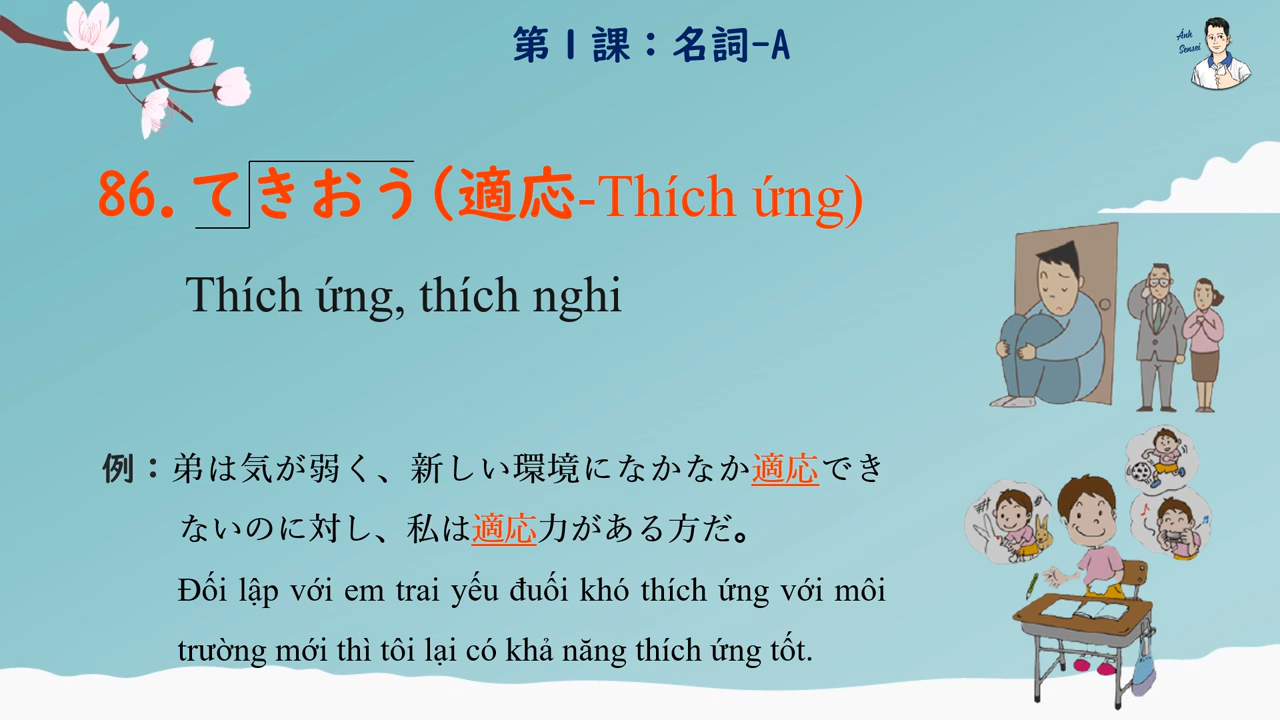 第1課：名詞-A
Anh
Sensei
86. てきおう(適応-Thích ứng)
Thích ứng, thích nghi
例：弟は気が弱く、新しい環境になかなか適応でき
ないのに対し、私は適応力がある方だ。
Đối lập với em trai yếu đuối khó thích ứng với môi
trường mới thì tôi lại có khả năng thích ứng tốt.